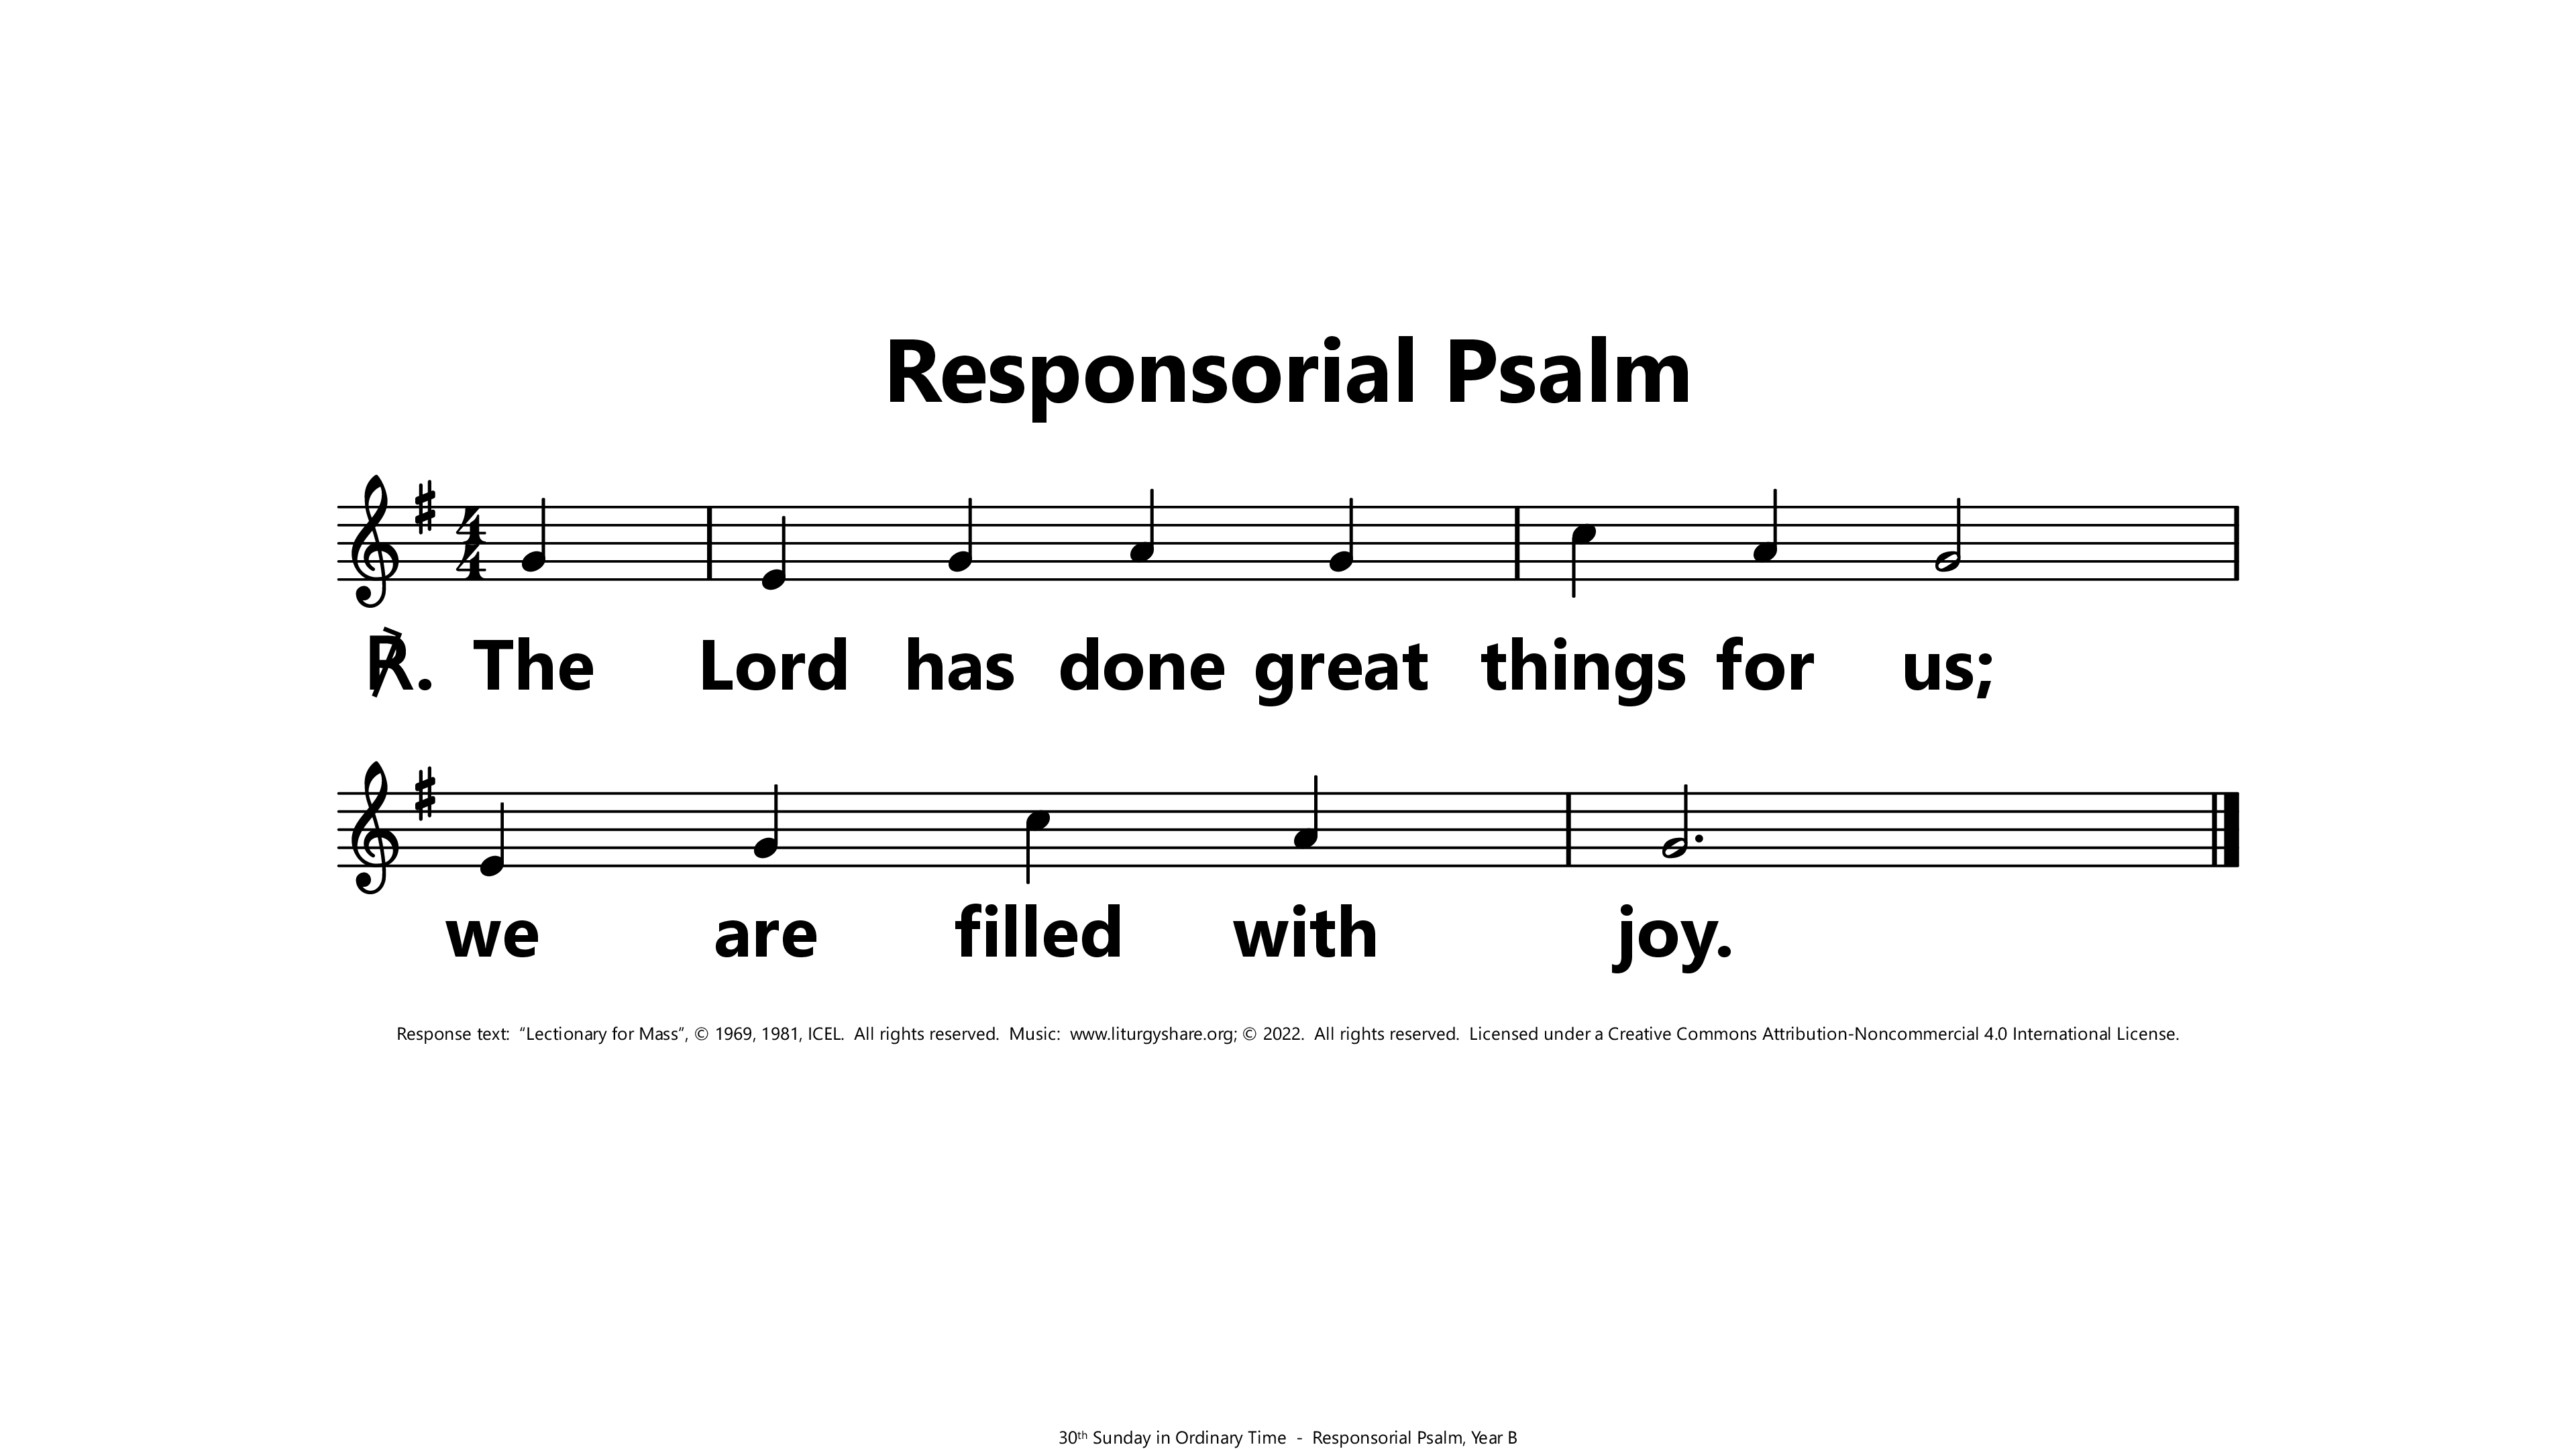 Responsorial Psalm
℟. The Lord has done great things for us;
we are filled with joy.
Response text: “Lectionary for Mass”, © 1969, 1981, ICEL. All rights reserved. Music: www.liturgyshare.org; © 2022. All rights reserved. Licensed under a Creative Commons Attribution-Noncommercial 4.0 International License.
30th Sunday in Ordinary Time - Responsorial Psalm, Year B